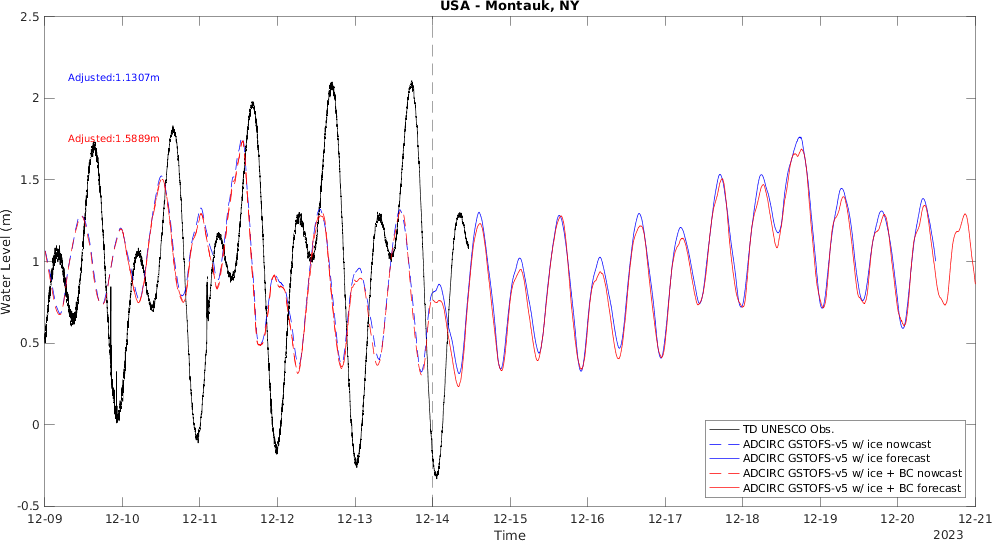 USA - Montauk, NY
2.5
2
1.5
1
0.5
0
-0.5
Water Level (m)
Adjusted:1.1307m
Adjusted:1.5889m
TD UNESCO Obs.
ADCIRC GSTOFS-v5 w/ ice nowcast
ADCIRC GSTOFS-v5 w/ ice forecast
ADCIRC GSTOFS-v5 w/ ice + BC nowcast
ADCIRC GSTOFS-v5 w/ ice + BC forecast
12-09 12-10 12-11 12-12 12-13 12-14 12-15 12-16 12-17 12-18 12-19 12-20 12-21
Time
2023